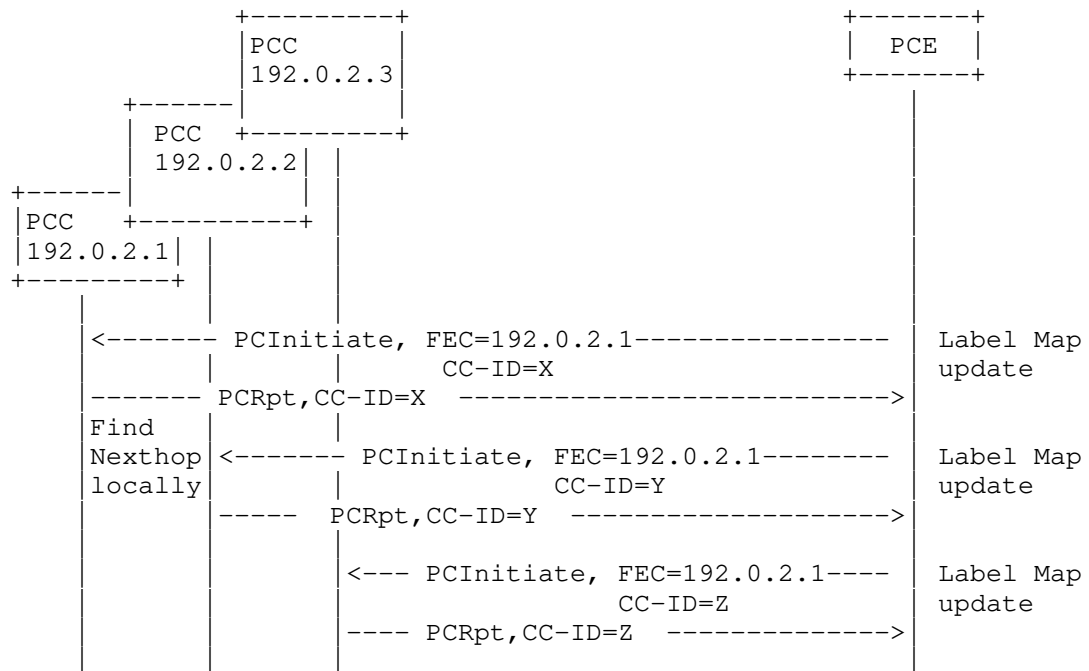 PCC
PCE
192.0.2.3
PCC
192.0.2.2
PCC
192.0.2.1
<------- PCInitiate, FEC=192.0.2.1---------------- Label Map
CC-ID=X update
------- PCRpt,CC-ID=X ---------------------------->
Find
Nexthop <------- PCInitiate, FEC=192.0.2.1-------- Label Map
locally CC-ID=Y update
----- PCRpt,CC-ID=Y --------------------->
<--- PCInitiate, FEC=192.0.2.1---- Label Map
CC-ID=Z update
---- PCRpt,CC-ID=Z -------------->